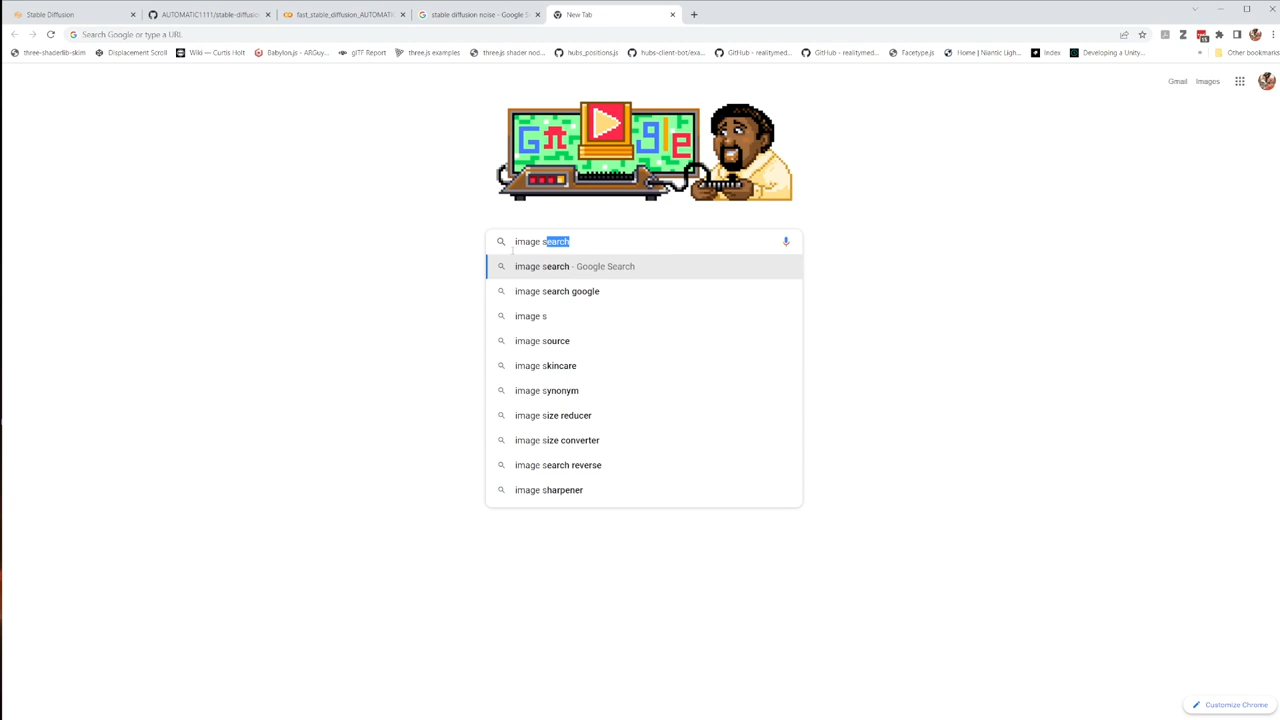 Stable Diffusion
AUTOMATIC1111/stable-diffusio
fast_stable_diffusion_AUTOMATI
stable diffusion noise - Google S
New Tab
Search Google or type a URL
three-shaderlib-skim
Displacement Scroll
Wiki — Curtis Holt
Babylon.js - ARGuy...
glTF Report
three.js examples
three.js shader nod...
hubs_positions.js
hubs-client-bot/exa...
GitHub - realitymed...
GitHub - realitymed...
Facetype.js
Home | Niantic Ligh...
Index
Developing a Unity...
»
Other bookmarks
Gmail
Images
image search
image search - Google Search
image search google
image s
image source
image skincare
image synonym
image size reducer
image size converter
image search reverse
image sharpener
Customize Chrome